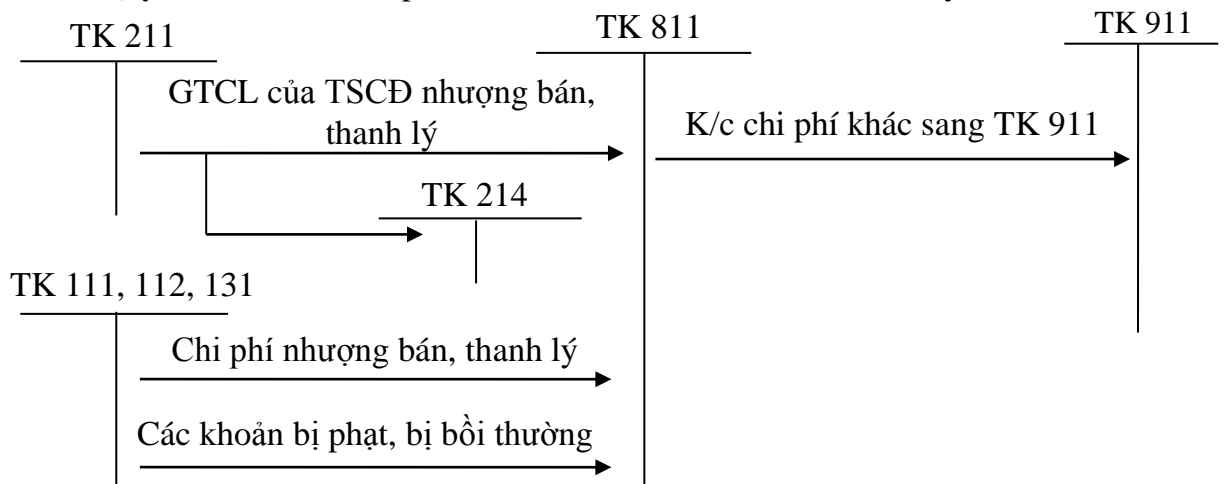 TK 211
TK 811
TK 911
GTCL của TSCĐ nhượng bán,
thanh lý
K/c chi phí khác sang TK 911
TK 214
TK 111, 112, 131
Chi phí nhượng bán, thanh lý
Các khoản bị phạt, bị bồi thường